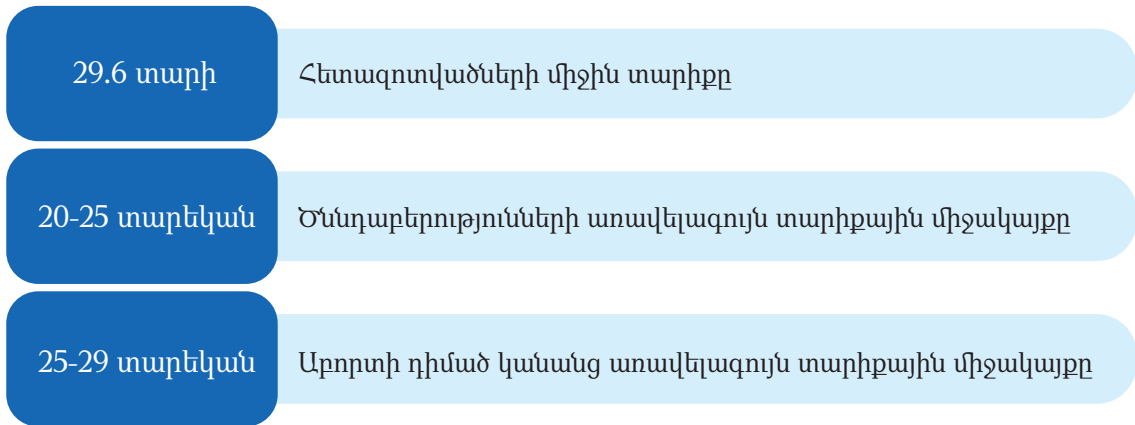 29.6 տարի
Հետազոտվածների միջին տարիքը
20-25 տարեկան
Ծննդաբերությունների առավելագույն տարիքային միջակայքը
25-29 տարեկան
Աբորտի դիմած կանանց առավելագույն տարիքային միջակայքը